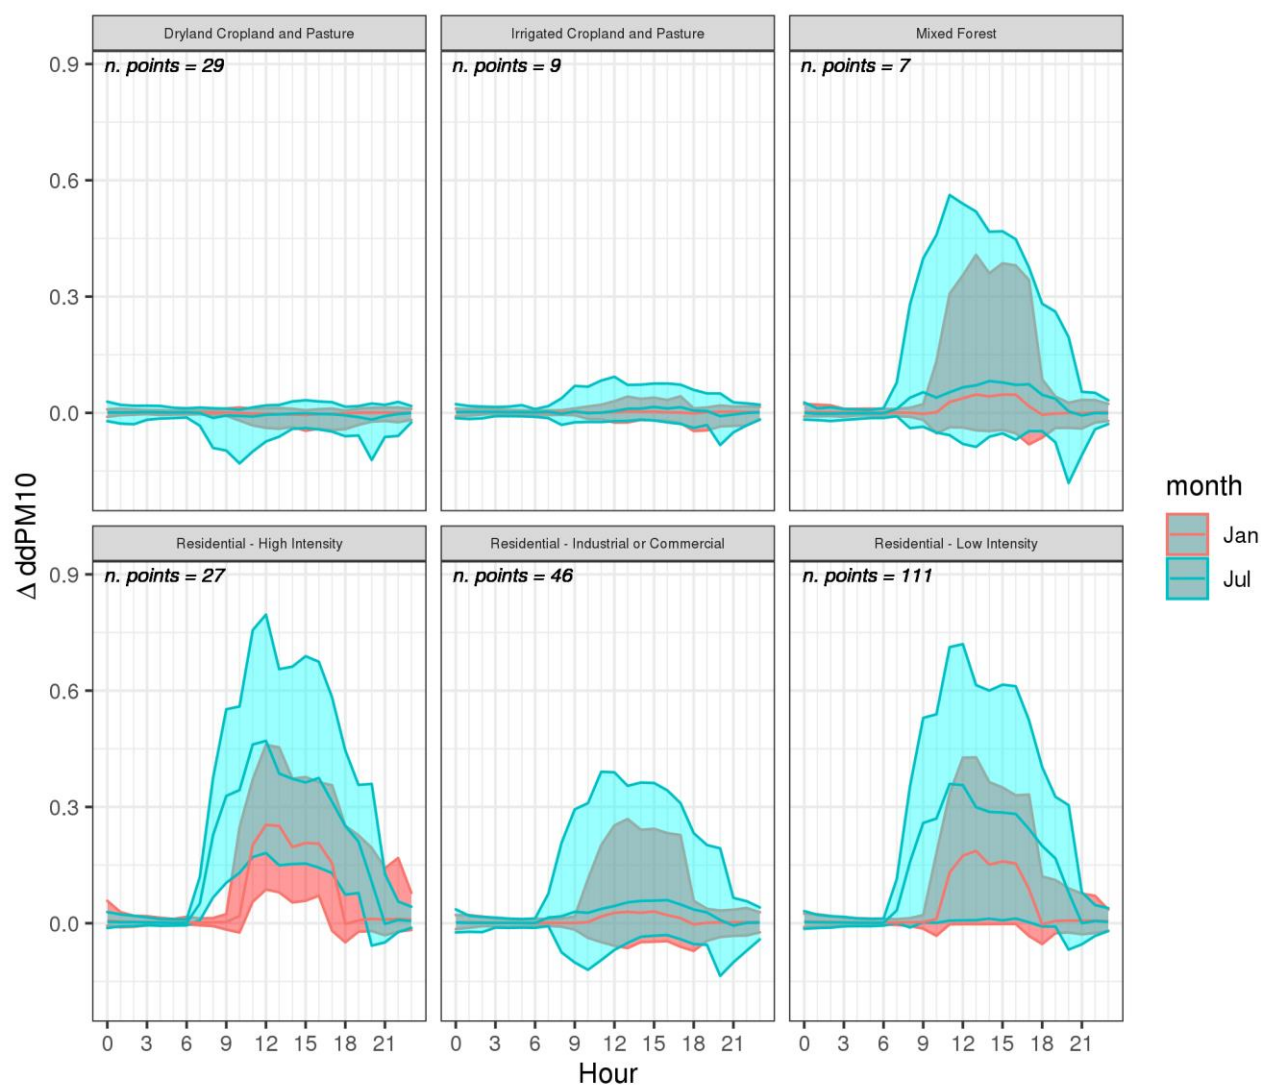 Dryland Cropland and Pasture
Irrigated Cropland and Pasture
Mixed Forest
n. points = 29
n. points = 9
n. points = 7
0.9
0.6
0.3
0.0
Δ ddPM10
Residential - High Intensity
Residential - Industrial or Commercial
Residential - Low Intensity
n. points = 27
n. points = 46
n. points = 111
0.9
0.6
0.3
0.0
0 3 6 9 12 15 18 21
0 3 6 9 12 15 18 21
0 3 6 9 12 15 18 21
Hour
month
Jan
Jul